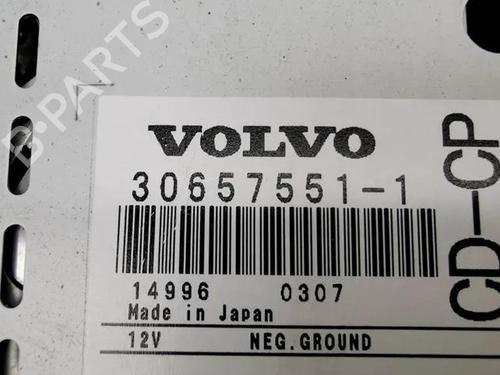 VOLVO
30657551-1
14996 0307
Made in Japan
12V NEG.GROUND
CD-CP
B-PARTS